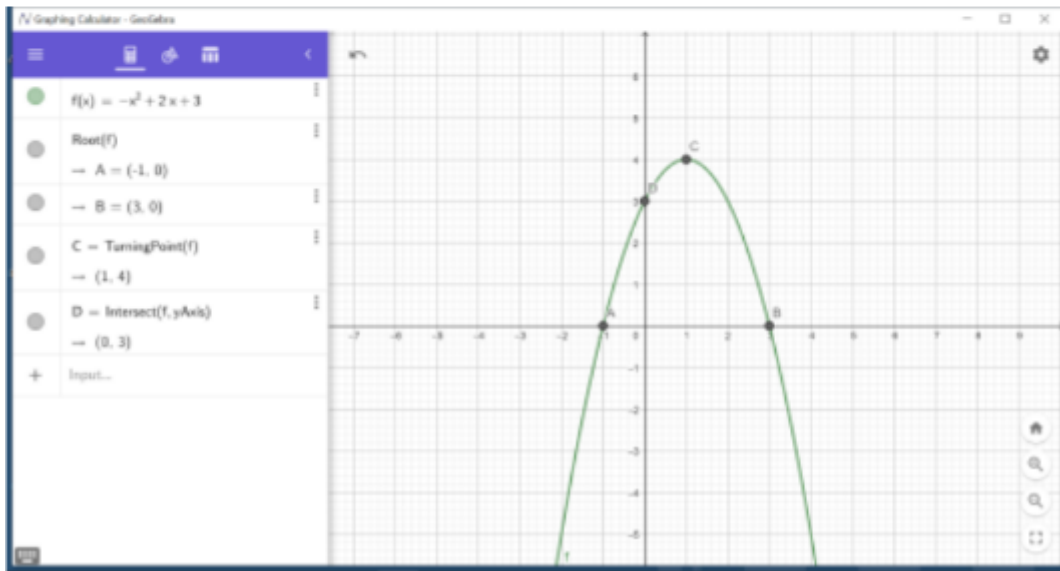 Graphing Calculator - GeoGebra
f(x) = −x² + 2x + 3
Root(f)
→ A = (-1, 0)
→ B = (3, 0)
C = TurningPoint(f)
→ (1, 4)
D = Intersect(f, yAxis)
→ (0, 3)
+ Input...
6
5
C
4
D
3
2
1
A
B
-7 -6 -5 -4 -3 -2 -1 0 1 2 3 4 5 6 7 8 9
-1
-2
-3
-4
-5
f